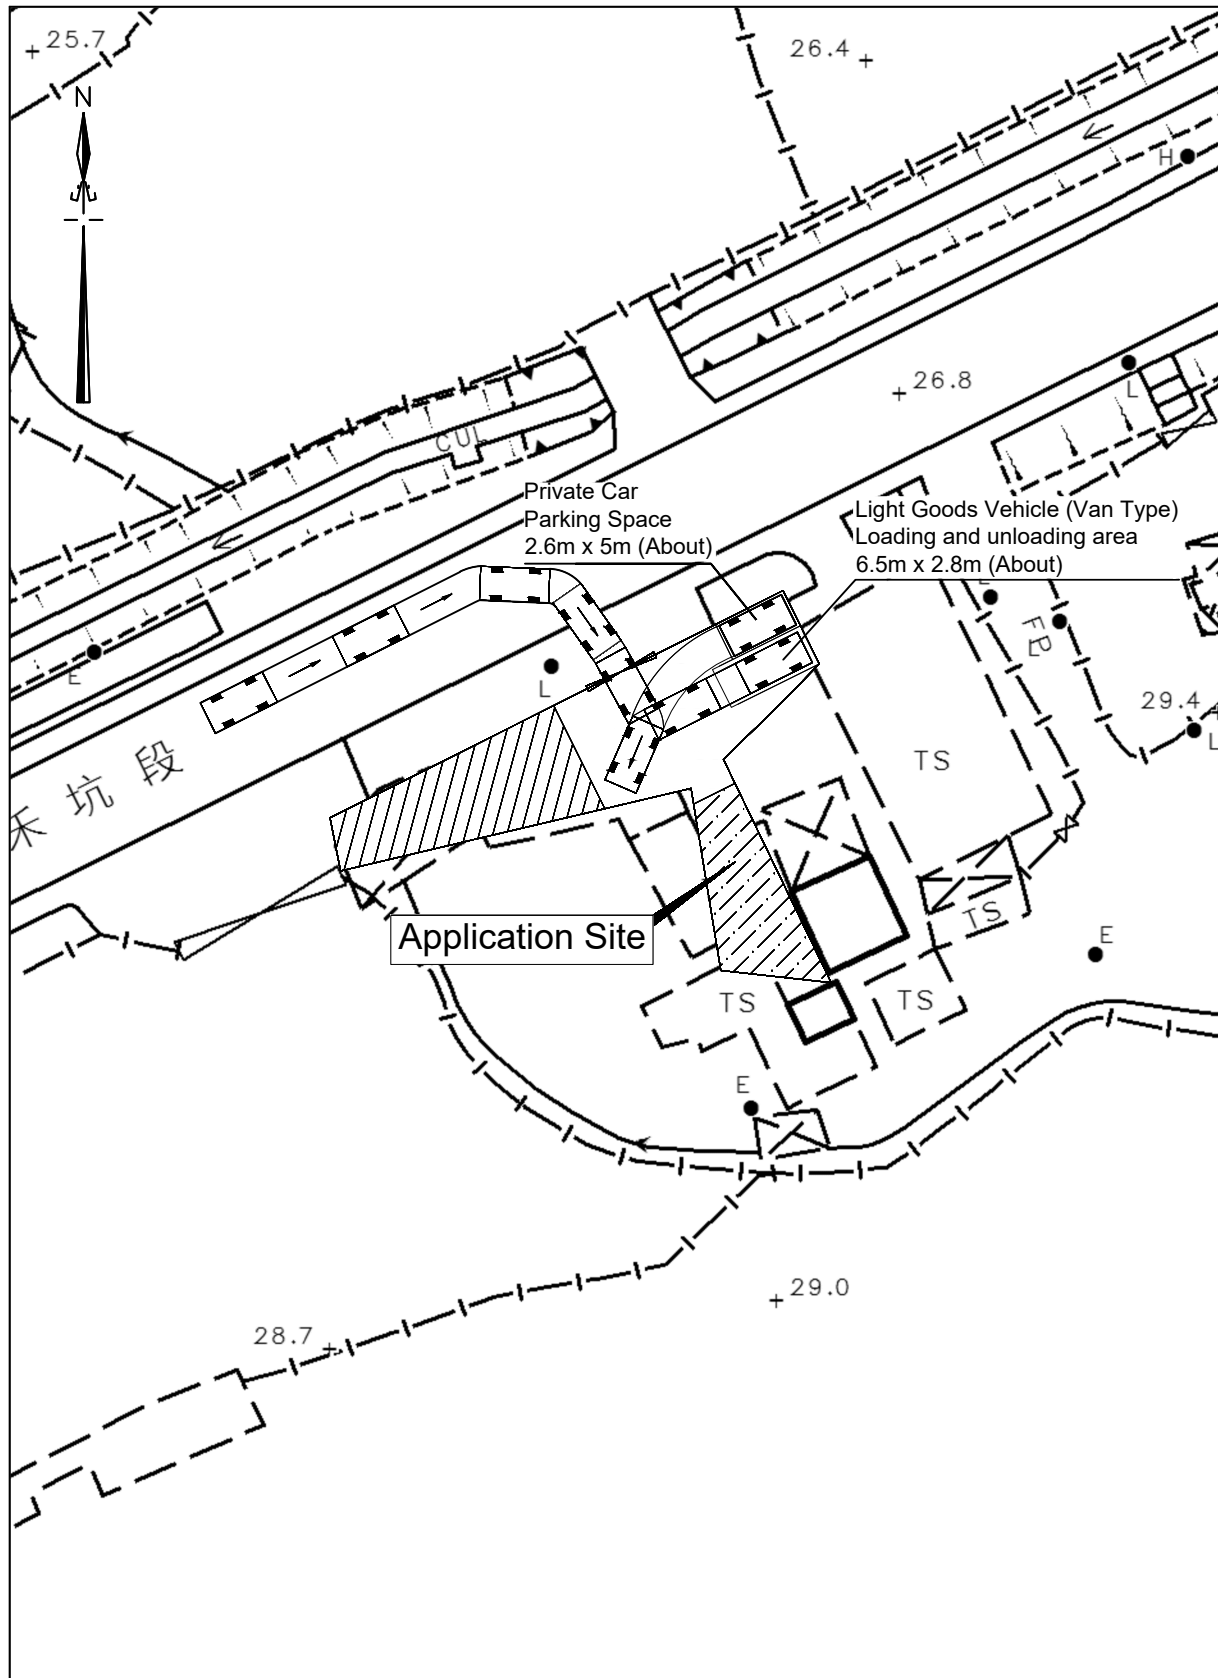 25.7
26.4
N
H
26.8
L
CUL
Private Car
Parking Space
2.6m x 5m (About)
Light Goods Vehicle (Van Type)
Loading and unloading area
6.5m x 2.8m (About)
E
L
FB
29.4
L
TS
禾坑段
Application Site
TS
E
TS
TS
E
29.0
28.7